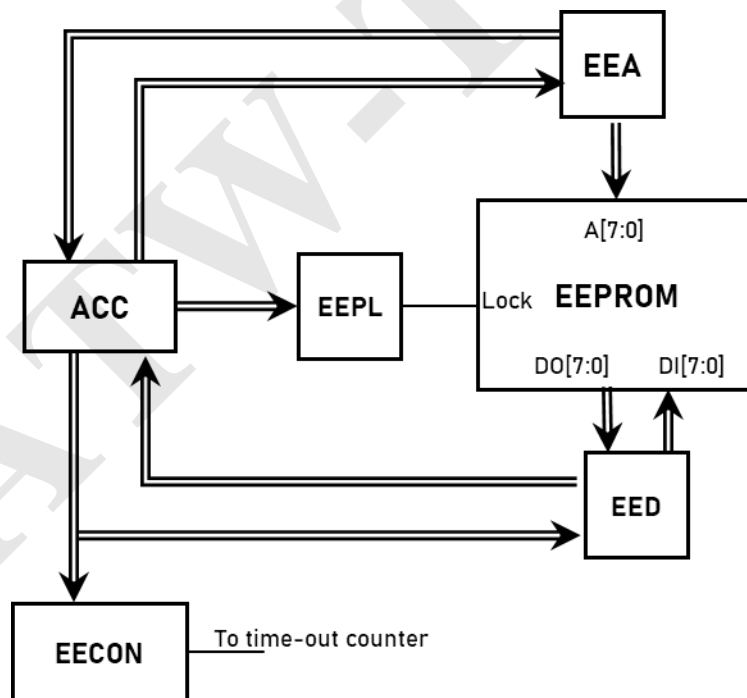 EEA
A[7:0]
ACC
EEPL
Lock
EEPROM
DO[7:0]
DI[7:0]
EED
EECON
To time-out counter